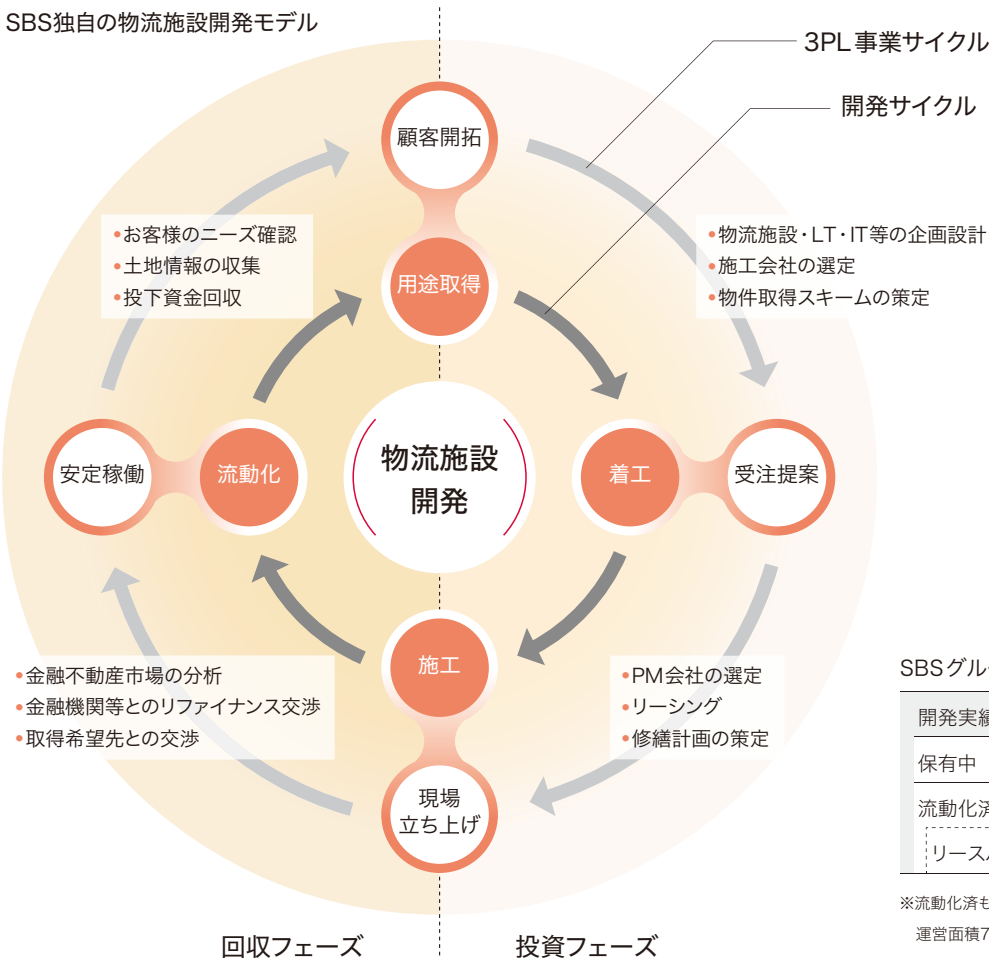 SBS独自の物流施設開発モデル
3PL事業サイクル
開発サイクル
顧客開拓
用途取得
•お客様のニーズ確認
•土地情報の収集
•投下資金回収
•物流施設・LT・IT等の企画設計
•施工会社の選定
•物件取得スキームの策定
安定稼働
流動化
物流施設
開発
着工
受注提案
施工
現場
立ち上げ
•金融不動産市場の分析
•金融機関等とのリファイナンス交渉
•取得希望先との交渉
•PM会社の選定
•リーシング
•修繕計画の策定
回収フェーズ
投資フェーズ
SBSグル
開発実績
保有中
流動化済
リース
※流動化済も
運営面積7